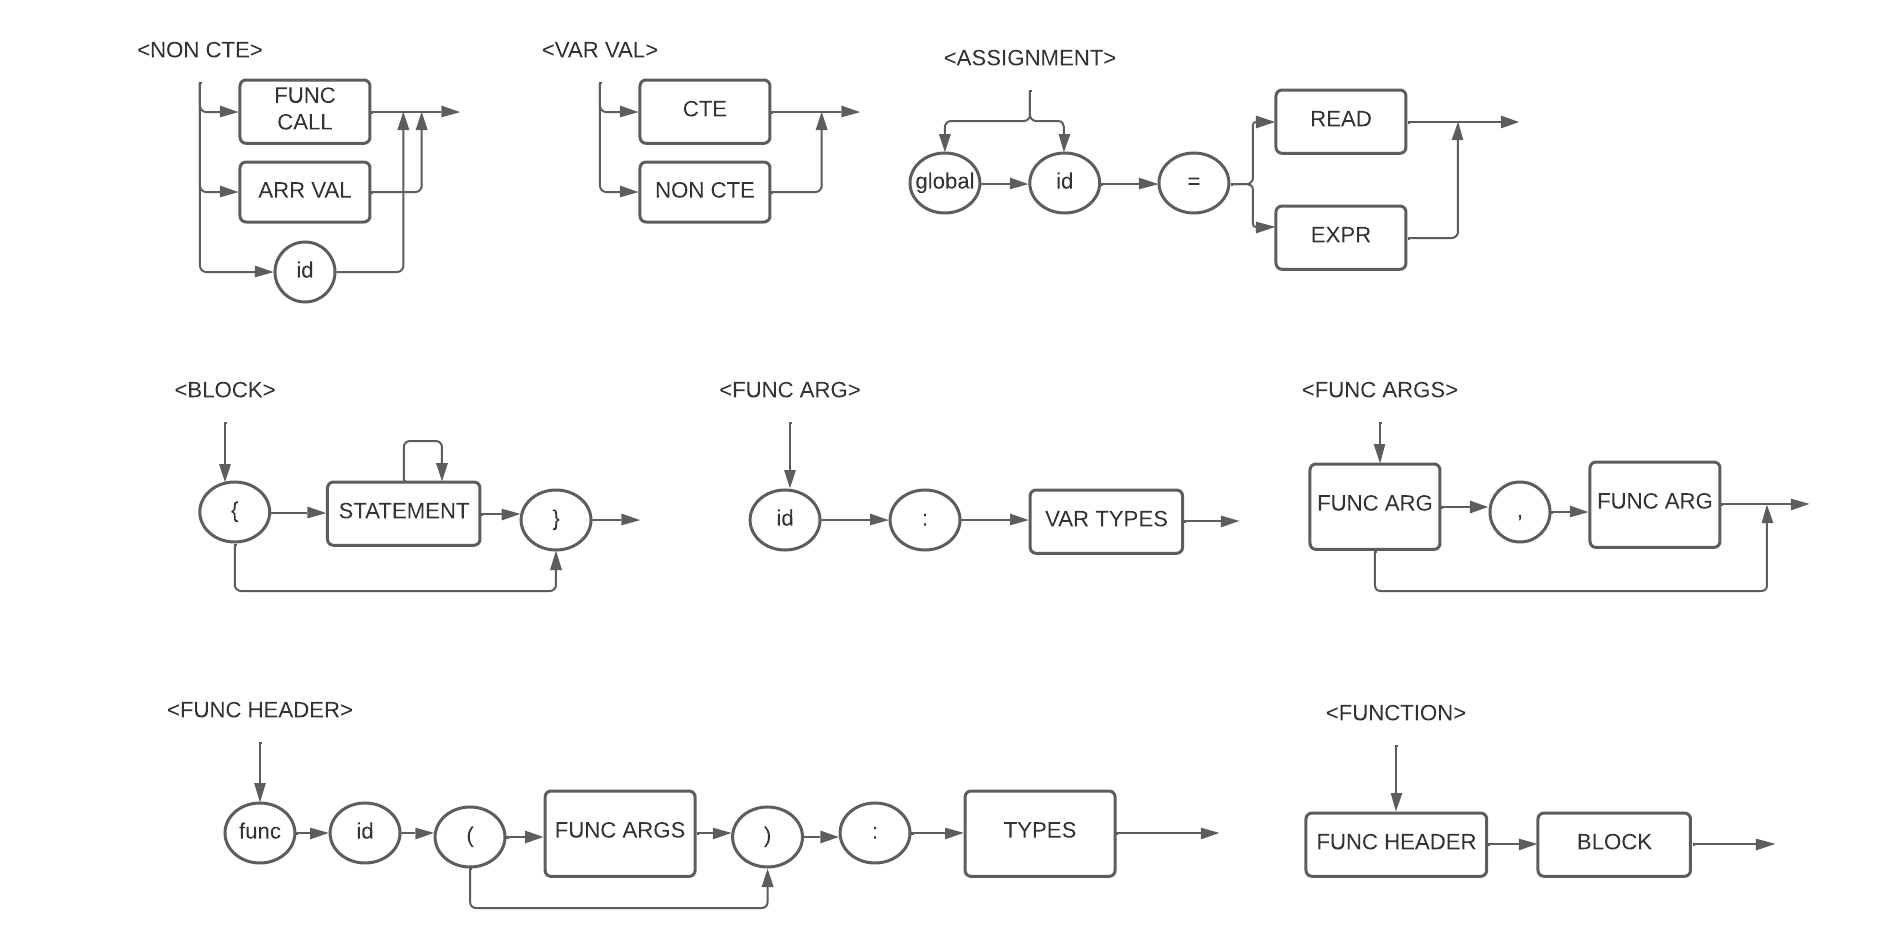 <NON CTE>
FUNC
CALL
ARR VAL
id
<VAR VAL>
CTE
NON CTE
<ASSIGNMENT>
global
id
=
READ
EXPR
<BLOCK>
{
STATEMENT
}
<FUNC ARG>
id
:
VAR TYPES
<FUNC ARGS>
FUNC ARG
,
FUNC ARG
<FUNC HEADER>
func
id
(
FUNC ARGS
)
:
TYPES
<FUNCTION>
FUNC HEADER
BLOCK